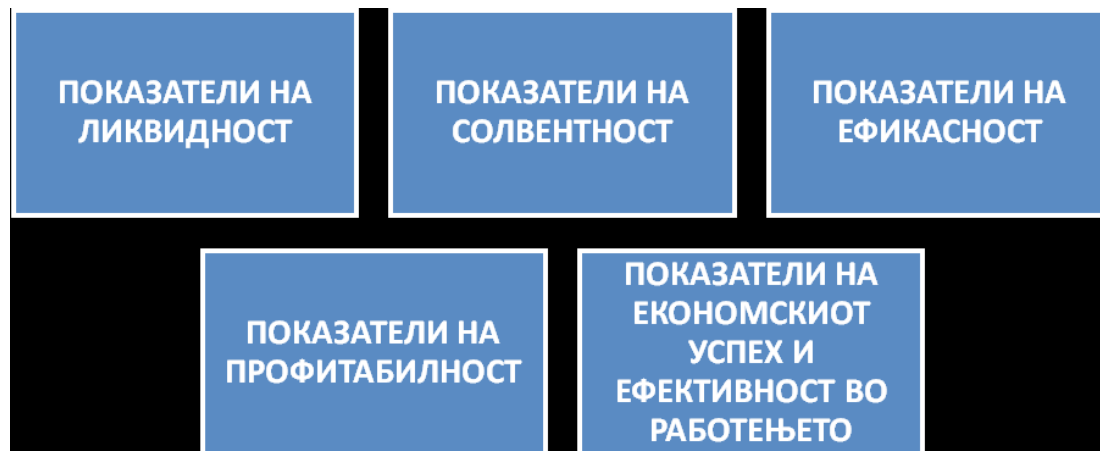 ПОКАЗАТЕЛИ НА
ЛИКВИДНОСТ
ПОКАЗАТЕЛИ НА
СОЛВЕНТНОСТ
ПОКАЗАТЕЛИ НА
ЕФИКАСНОСТ
ПОКАЗАТЕЛИ НА
ПРОФИТАБИЛНОСТ
ПОКАЗАТЕЛИ НА
ЕКОНОМСКИОТ
УСПЕХ И
ЕФЕКТИВНОСТ ВО
РАБОТЕЊЕТО